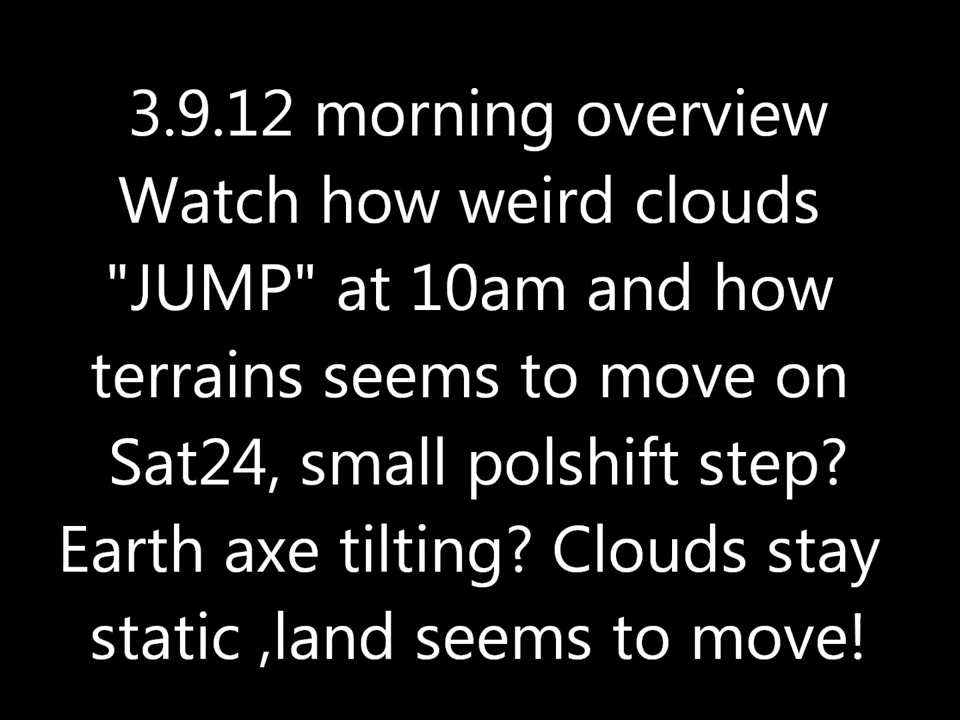 3.9.12 morning overview
Watch how weird clouds
"JUMP" at 10am and how
terrains seems to move on
Sat24, small polshift step?
Earth axe tilting? Clouds stay
static ,land seems to move!